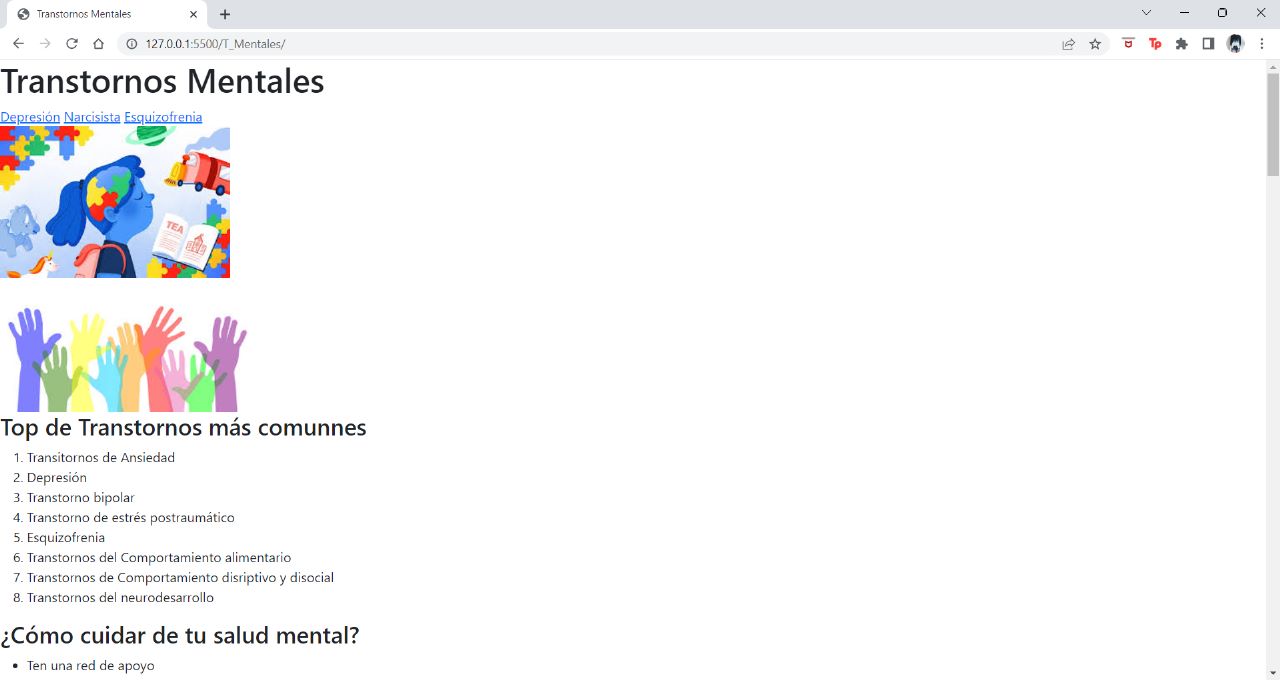 Transtornos Mentales
127.0.0.1:5500/T_Mentales/
Transtornos Mentales
Depresión Narcisista Esquizofrenia
TEA
Top de Transtornos más comunnes
1. Transitornos de Ansiedad
2. Depresión
3. Transtorno bipolar
4. Transtorno de estrés postraumático
5. Esquizofrenia
6. Transtornos del Comportamiento alimentario
7. Transtornos de Comportamiento disriptivo y disocial
8. Transtornos del neurodesarrollo
¿Cómo cuidar de tu salud mental?
• Ten una red de apoyo